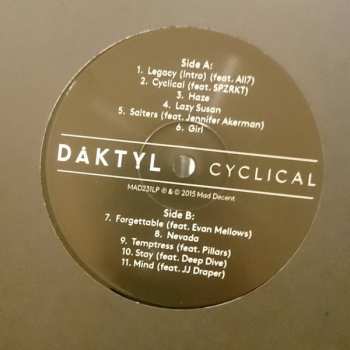 Side A:
1. Legacy (Intro) (feat. All7)
2. Cyclical (feat. SPZRKT)
3. Haze
4. Lazy Susan
5. Salters (feat. Jennifer Akerman)
6. Girl
DAKTYL CYCLICAL
MAD231LP ℗ & © 2015 Mad Decent
Side B:
7. Forgettable (feat. Evan Mellows)
8. Nevada
9. Temptress (feat. Pillars)
10. Stay (feat. Deep Dive)
11. Mind (feat. JJ Draper)